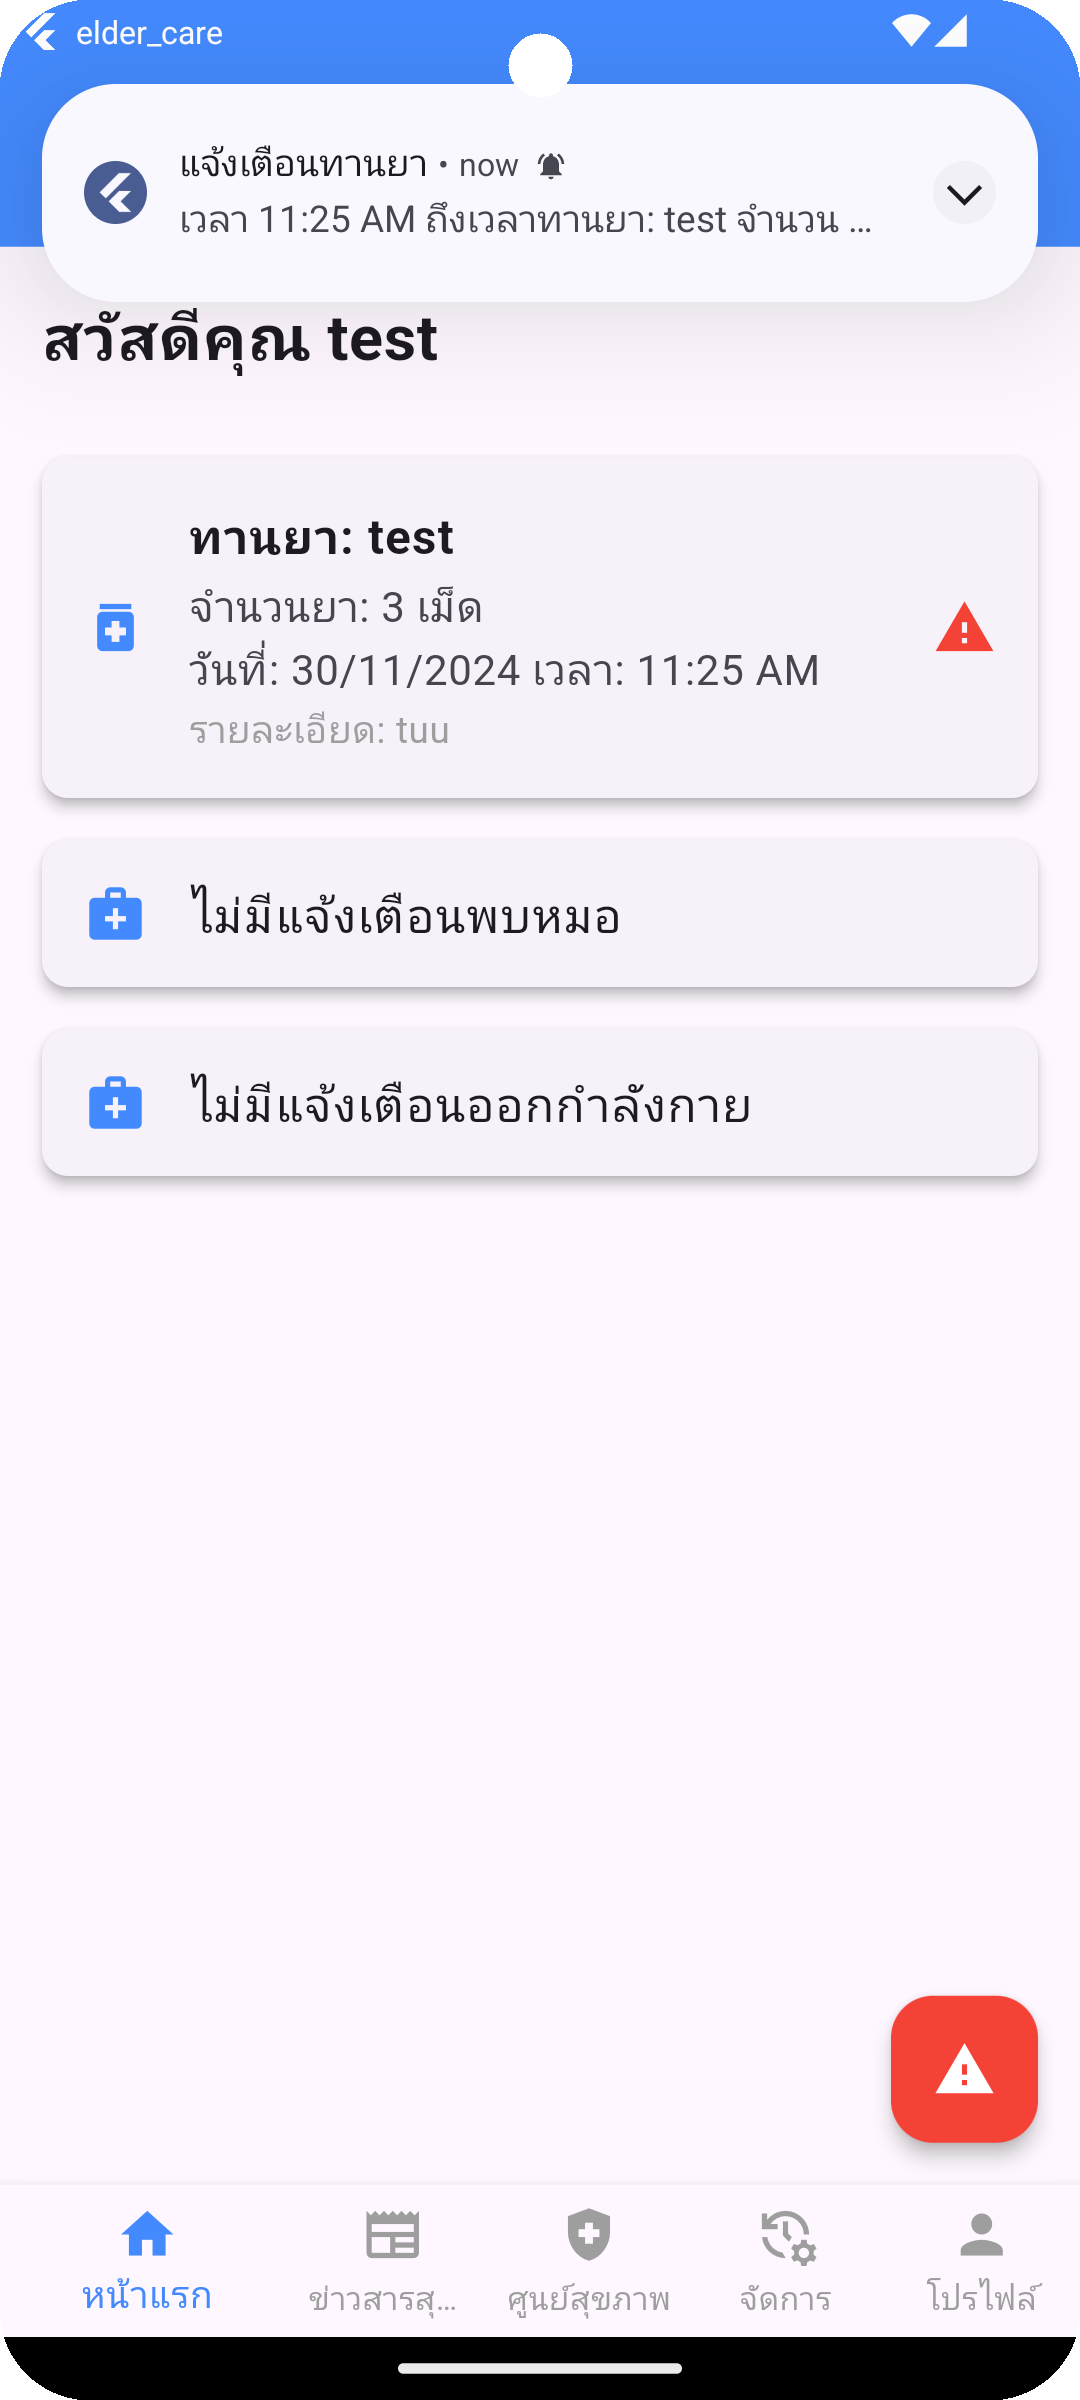 elder_care
แจ้งเตือนทานยา • now
เวลา 11:25 AM ถึงเวลาทานยา: test จำนวน ...
สวัสดีคุณ test
ทานยา: test
จำนวนยา: 3 เม็ด
วันที่: 30/11/2024 เวลา: 11:25 AM
รายละเอียด: tuu
ไม่มีแจ้งเตือนพบหมอ
ไม่มีแจ้งเตือนออกกำลังกาย
หน้าแรก ข่าวสารสุ... ศูนย์สุขภาพ จัดการ โปรไฟล์